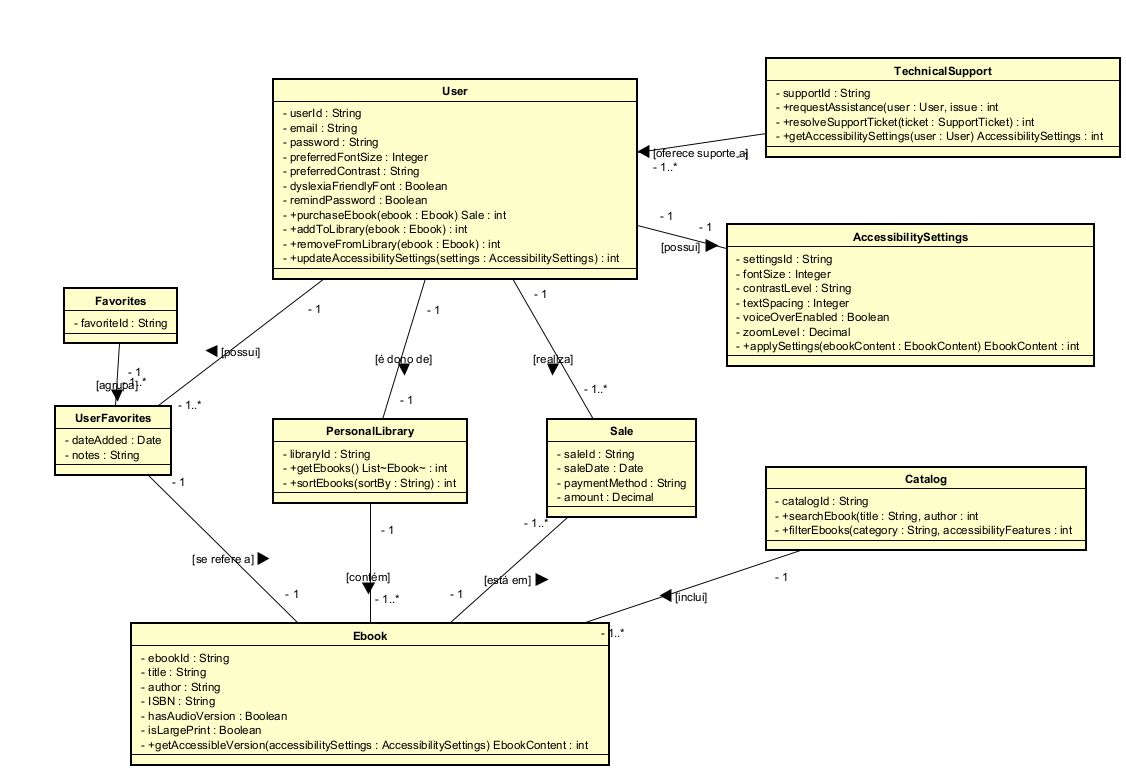 TechnicalSupport
- supportId : String
- +requestAssistance(user : User, issue : int
- +resolveSupportTicket(ticket : SupportTicket) : int
- +getAccessibilitySettings(user : User) AccessibilitySettings : int
User
- userId : String
- email : String
- password : String
- preferredFontSize : Integer
- preferredContrast : String
- dyslexiaFriendlyFont : Boolean
- remindPassword : Boolean
- +purchaseEbook(ebook : Ebook) Sale : int
- +addToLibrary(ebook : Ebook) : int
- +removeFromLibrary(ebook : Ebook) : int
- +updateAccessibilitySettings(settings : AccessibilitySettings) : int
[oferece suporte a]
- 1..*
- 1
- 1
[possui]
AccessibilitySettings
- settingsId : String
- fontSize : Integer
- contrastLevel : String
- textSpacing : Integer
- voiceOverEnabled : Boolean
- zoomLevel : Decimal
- +applySettings(ebookContent : EbookContent) EbookContent : int
Favorites
- favoriteId : String
- 1
[possui]
- 1..*
- 1
[é dono de]
- 1
- 1
[realiza]
- 1..*
- 1
[agrupa]
UserFavorites
- dateAdded : Date
- notes : String
PersonalLibrary
- libraryId : String
- +getEbooks() List~Ebook~ : int
- +sortEbooks(sortBy : String) : int
Sale
- saleId : String
- saleDate : Date
- paymentMethod : String
- amount : Decimal
Catalog
- catalogId : String
- +searchEbook(title : String, author : int
- +filterEbooks(category : String, accessibilityFeatures : int
- 1
[se refere a]
- 1
- 1
[contém]
- 1..*
- 1..*
[está em]
- 1
- 1
[inclui]
- 1..*
Ebook
- ebookId : String
- title : String
- author : String
- ISBN : String
- hasAudioVersion : Boolean
- isLargePrint : Boolean
- +getAccessibleVersion(accessibilitySettings : AccessibilitySettings) EbookContent : int